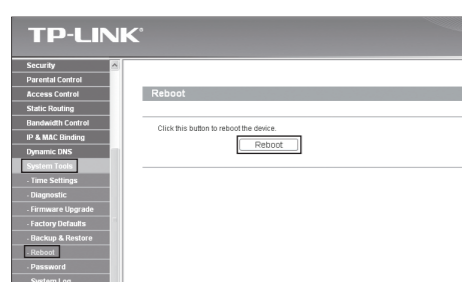 TP-LINK®
Security
Parental Control
Access Control
Static Routing
Bandwidth Control
IP & MAC Binding
Dynamic DNS
System Tools
- Time Settings
- Diagnostic
- Firmware Upgrade
- Factory Defaults
- Backup & Restore
- Reboot
- Password
- System Log
Reboot
Click this button to reboot the device.
Reboot